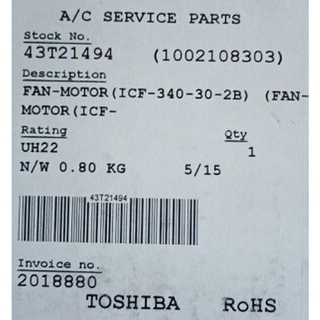 A/C SERVICE PARTS
Stock No.
43T21494 (1002108303)
Description
FAN-MOTOR(ICF-340-30-2B) (FAN-
MOTOR(ICF-
Rating Qty
UH22 1
N/W 0.80 KG 5/15
43T21494
Invoice no.
2018880
TOSHIBA RoHS